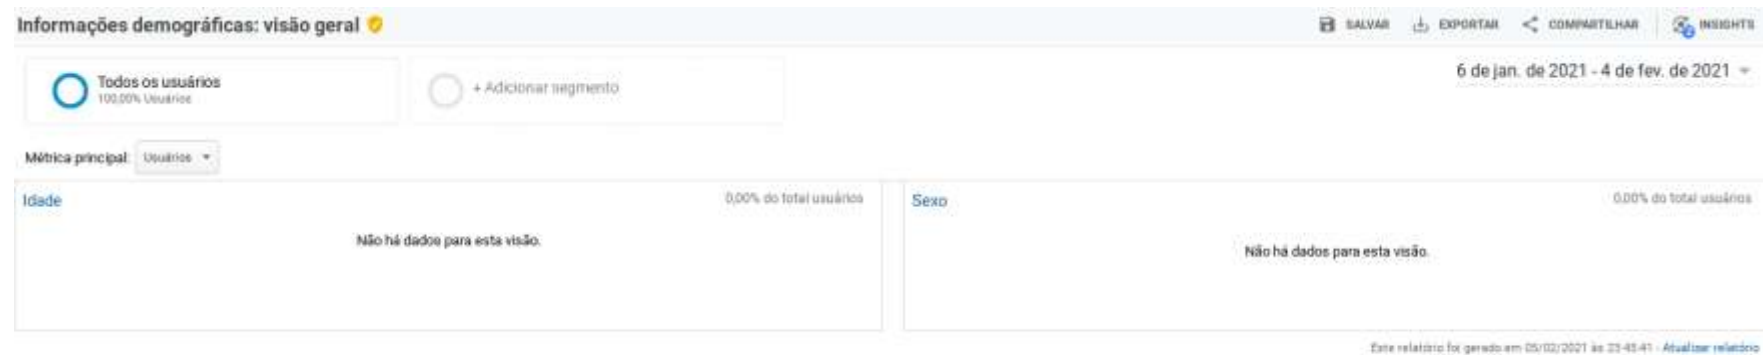 Informações demográficas: visão geral
SALVAR EXPORTAR COMPARTILHAR INSIGHTS
Todos os usuários
100,00% Usuários
+ Adicionar segmento
6 de jan. de 2021 - 4 de fev. de 2021
Métrica principal: Usuários
Idade
0,00% do total usuários
Não há dados para esta visão.
Sexo
0,00% do total usuários
Não há dados para esta visão.
Este relatório foi gerado em 05/02/2021 às 23:45:41 - Atualizar relatório